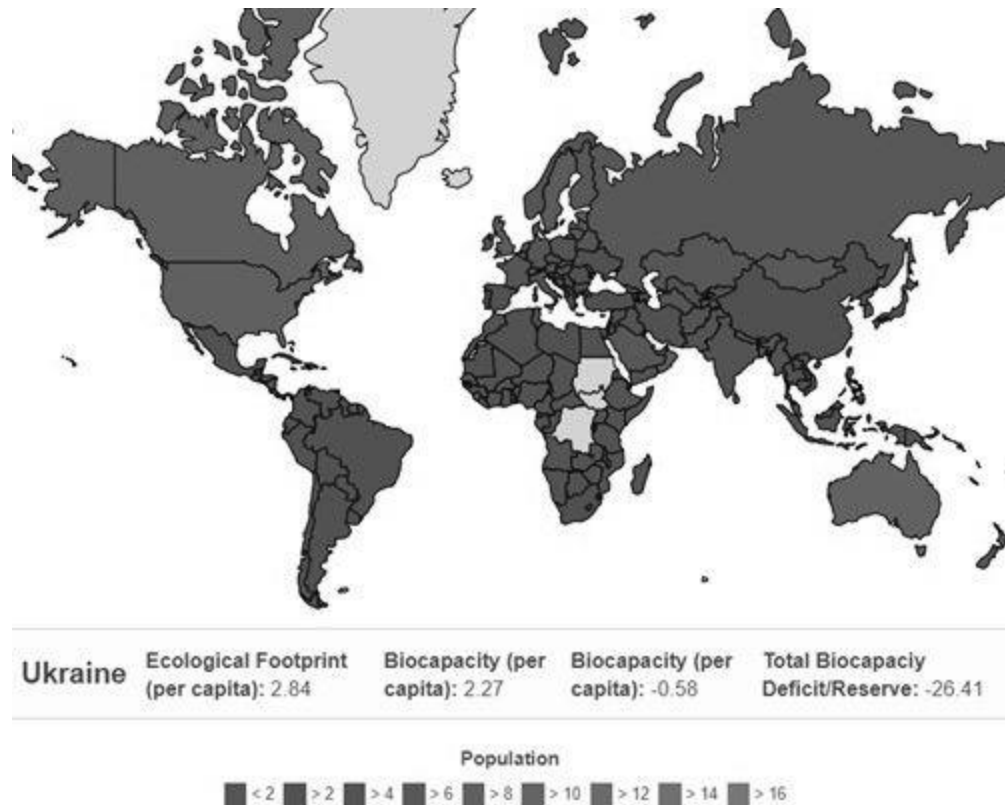 Ukraine
Ecological Footprint
(per capita): 2.84
Biocapacity (per
capita): 2.27
Biocapacity (per
capita): -0.58
Total Biocapaciy
Deficit/Reserve: -26.41
Population
< 2 > 2 > 4 > 6 > 8 > 10 > 12 > 14 > 16